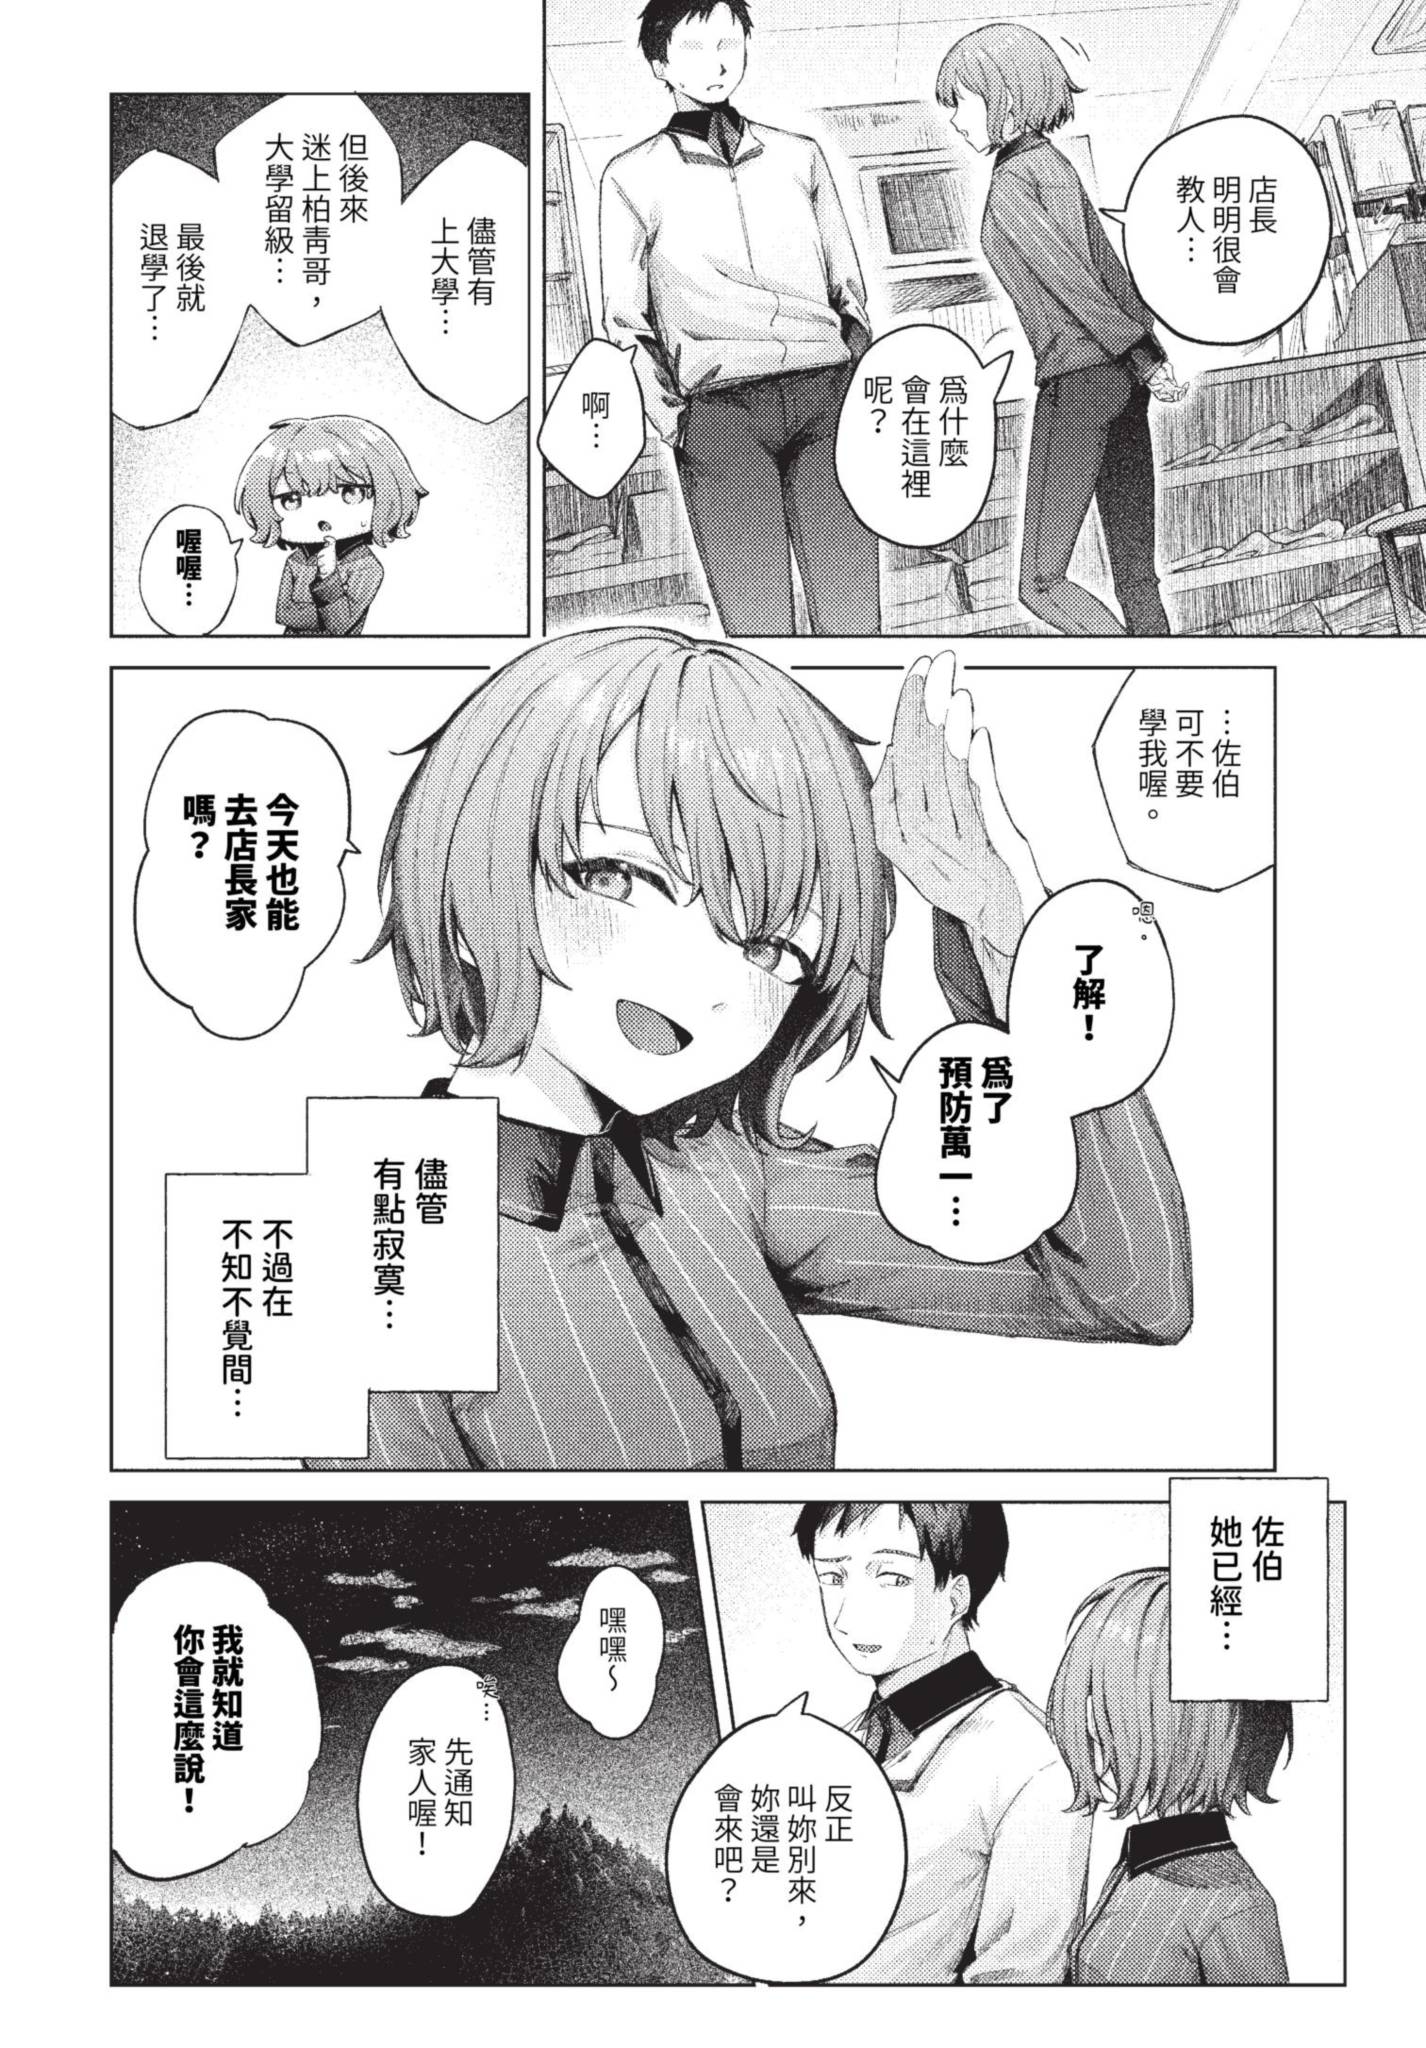 店長
明明很會
教人…
為什麼
會在這裡
呢？
啊…
儘管有
上大學…
但後來
迷上柏青哥，
大學留級…
最後就
退學了…
喔喔…
…佐伯
可不要
學我喔。
嗯。
了解！
為了
預防萬一…
今天也能
去店長家
嗎？
儘管
有點寂寞…
不過在
不知不覺間…
佐伯
她已經…
反正
叫妳別來，
妳還是
會來吧？
嘿嘿～
唉…
先通知
家人喔！
我就知道
你會這麼說！